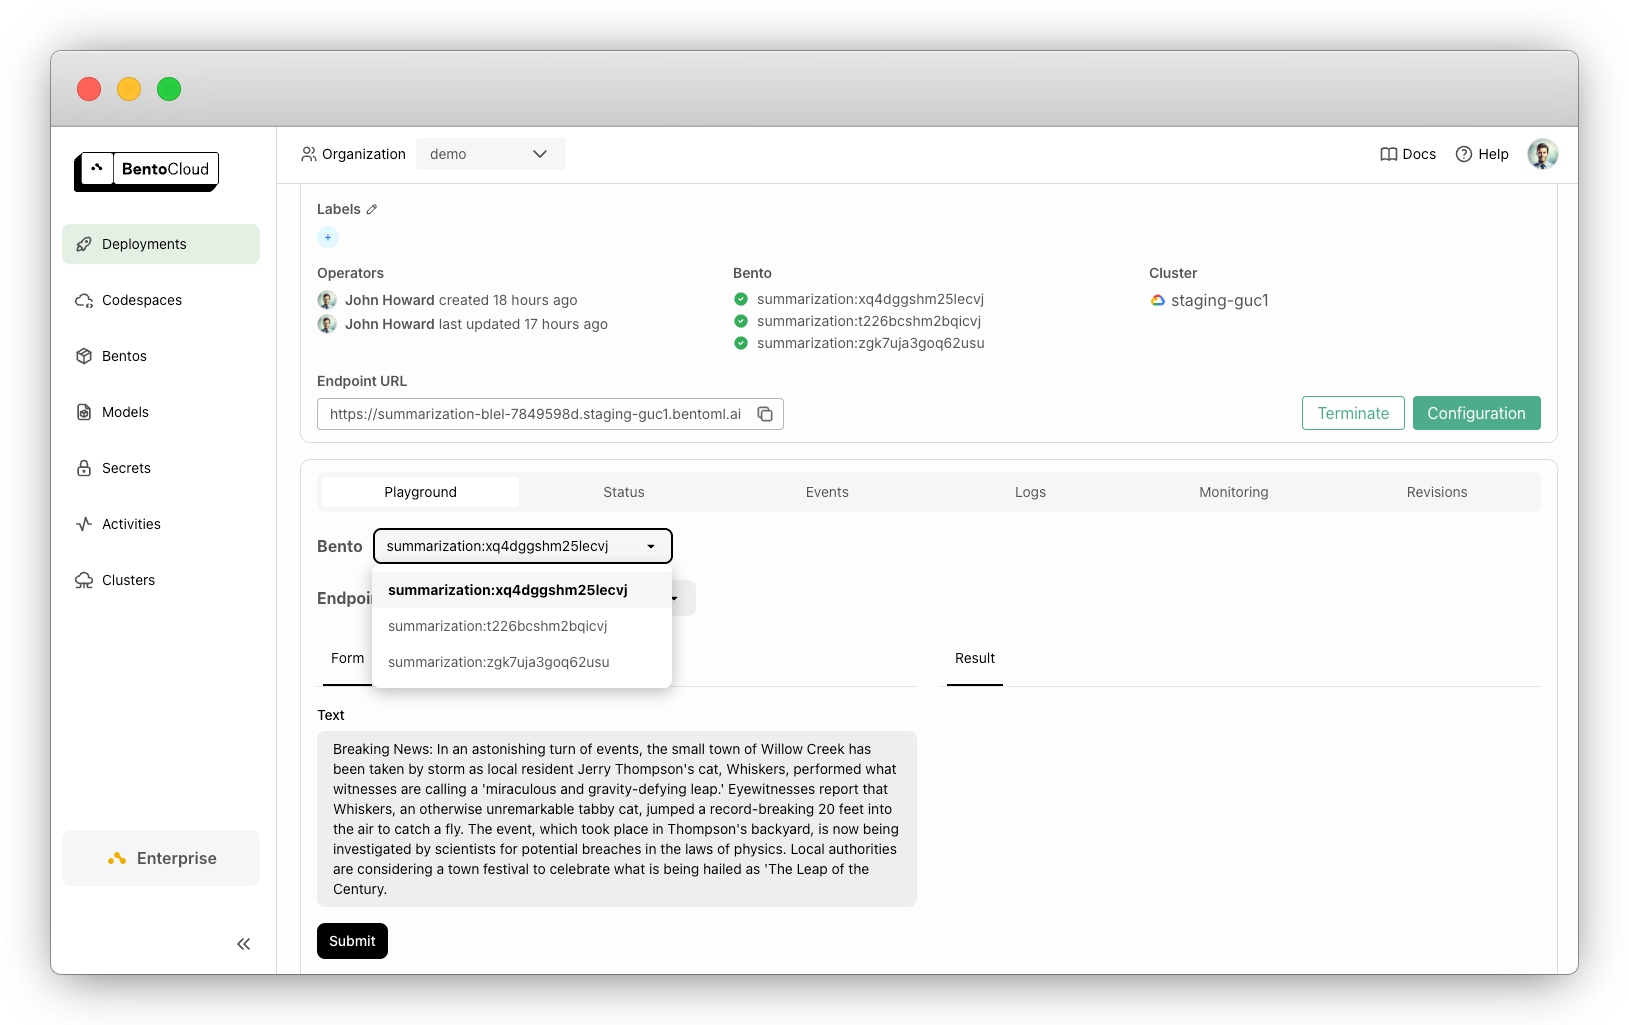 BentoCloud
Organization
demo
Docs
Help
Deployments
Codespaces
Bentos
Models
Secrets
Activities
Clusters
Enterprise
Labels
Operators
John Howard created 18 hours ago
John Howard last updated 17 hours ago
Bento
summarization:xq4dggshm25lecvj
summarization:t226bcshm2bqicvj
summarization:zgk7uja3goq62usu
Cluster
staging-guc1
Endpoint URL
https://summarization-blel-7849598d.staging-guc1.bentoml.ai
Terminate
Configuration
Playground
Status
Events
Logs
Monitoring
Revisions
Bento
summarization:xq4dggshm25lecvj
summarization:xq4dggshm25lecvj
summarization:t226bcshm2bqicvj
summarization:zgk7uja3goq62usu
Form
Result
Text
Breaking News: In an astonishing turn of events, the small town of Willow Creek has
been taken by storm as local resident Jerry Thompson's cat, Whiskers, performed what
witnesses are calling a 'miraculous and gravity-defying leap.' Eyewitnesses report that
Whiskers, an otherwise unremarkable tabby cat, jumped a record-breaking 20 feet into
the air to catch a fly. The event, which took place in Thompson's backyard, is now being
investigated by scientists for potential breaches in the laws of physics. Local authorities
are considering a town festival to celebrate what is being hailed as 'The Leap of the
Century.
Submit